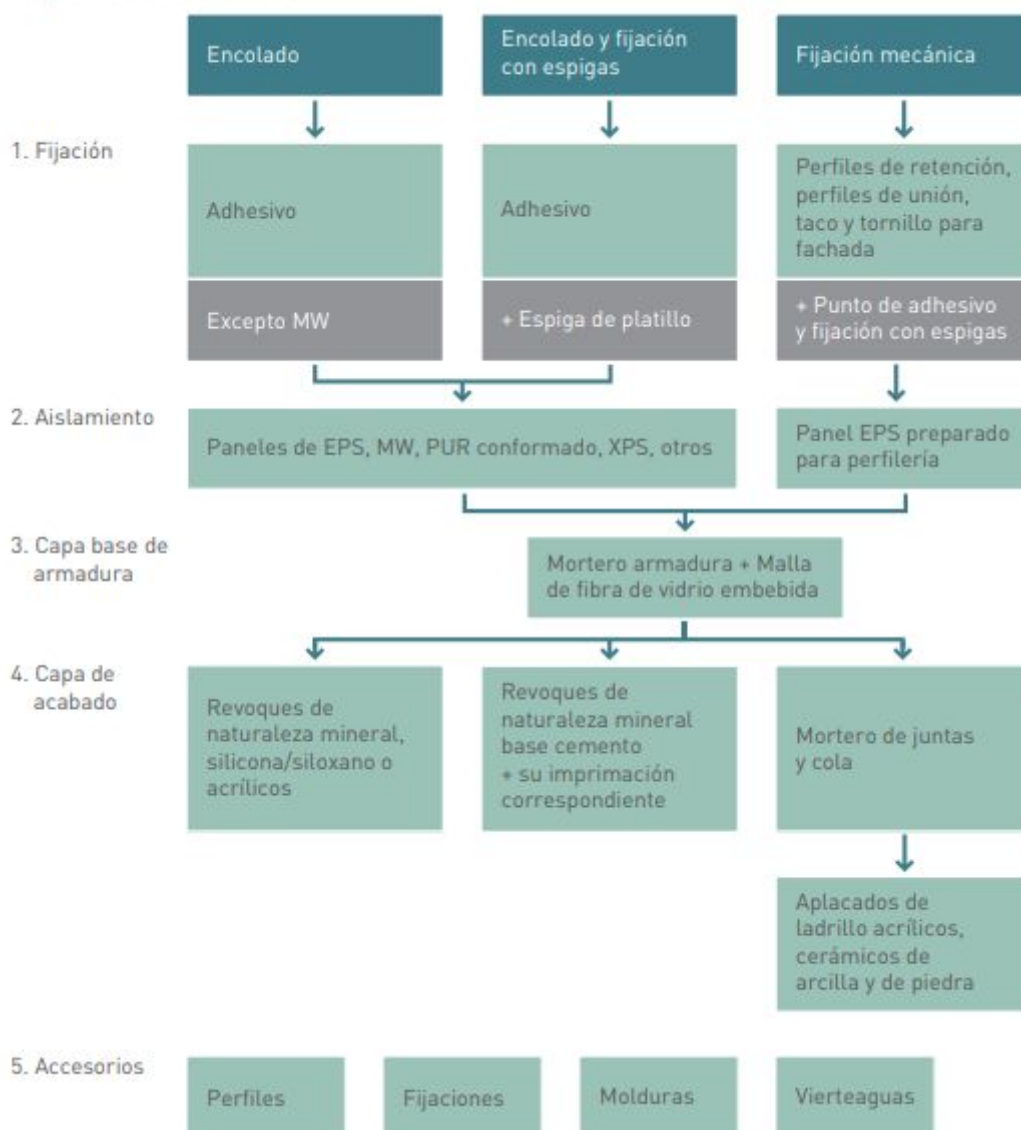 Encolado
Encolado y fijación
con espigas
Fijación mecánica
1. Fijación
Adhesivo
Adhesivo
Perfiles de retención,
perfiles de unión,
taco y tornillo para
fachada
Excepto MW
+ Espiga de platillo
+ Punto de adhesivo
y fijación con espigas
2. Aislamiento
Paneles de EPS, MW, PUR conformado, XPS, otros
Panel EPS preparado
para perfilería
3. Capa base de
armadura
Mortero armadura + Malla
de fibra de vidrio embebida
4. Capa de
acabado
Revoques de
naturaleza mineral,
silicona/siloxano o
acrílicos
Revoques de
naturaleza mineral
base cemento
+ su imprimación
correspondiente
Mortero de juntas
y cola
Aplacados de
ladrillo acrílicos,
cerámicos de
arcilla y de piedra
5. Accesorios
Perfiles
Fijaciones
Molduras
Vierteaguas